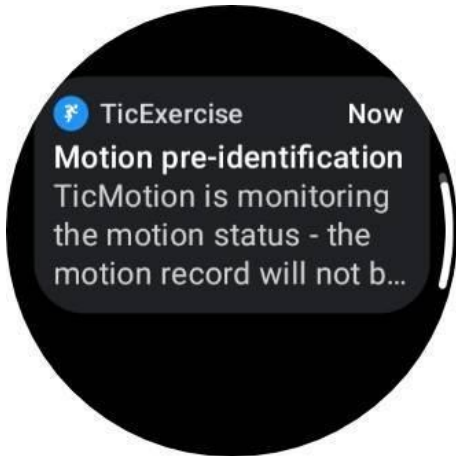 TicExercise Now
Motion pre-identification
TicMotion is monitoring
the motion status - the
motion record will not b...